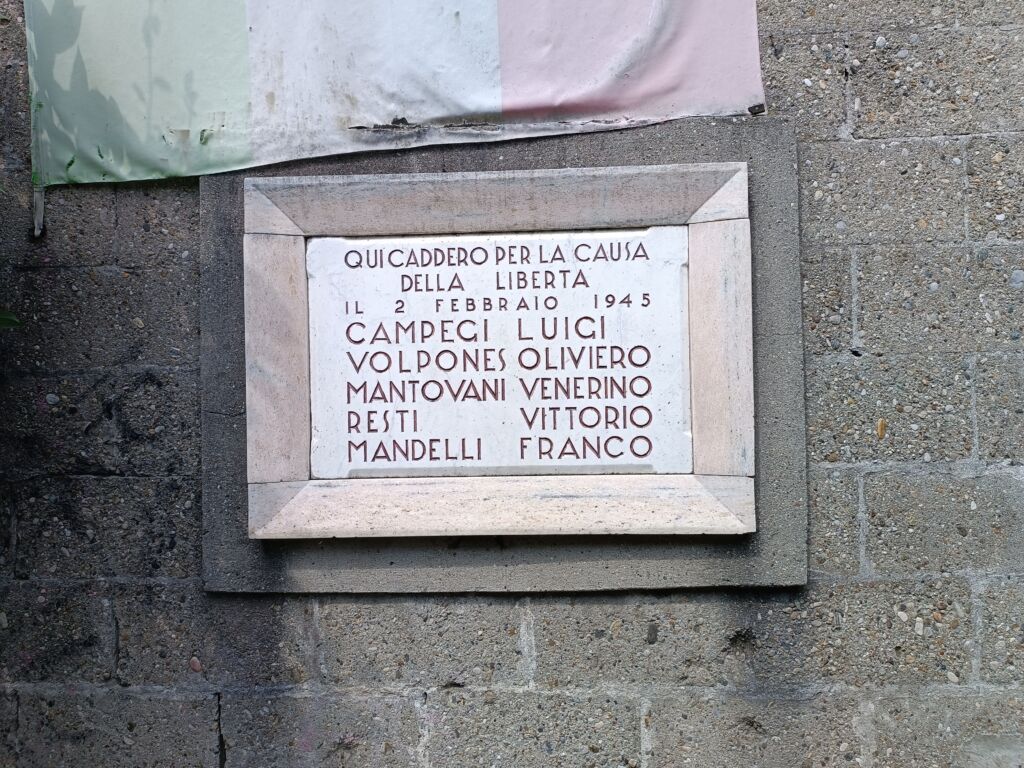 QUI CADDERO PER LA CAUSA
DELLA LIBERTA
IL 2 FEBBRAIO 1945
CAMPEGI LUIGI
VOLPONES OLIVIERO
MANTOVANI VENERINO
RESTI VITTORIO
MANDELLI FRANCO